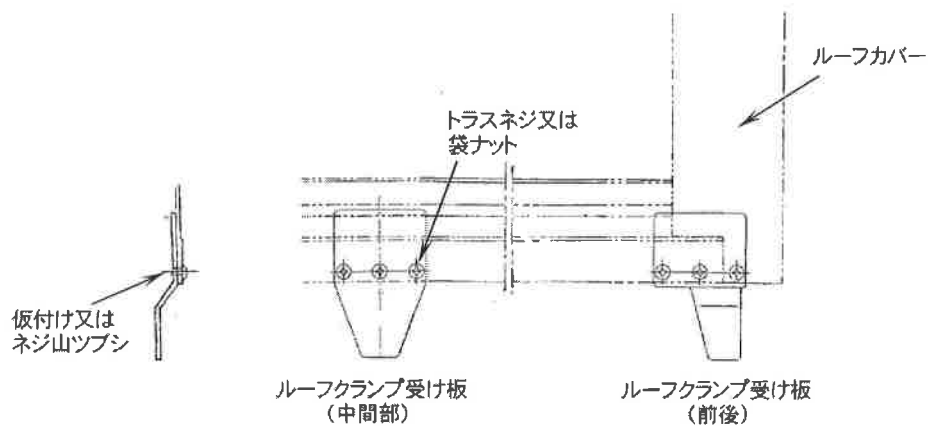 ルーフカバー
トラスネジ又は
袋ナット
仮付け又は
ネジ山ツブシ
ルーフクランプ受け板
(中間部)
ルーフクランプ受け板
(前後)